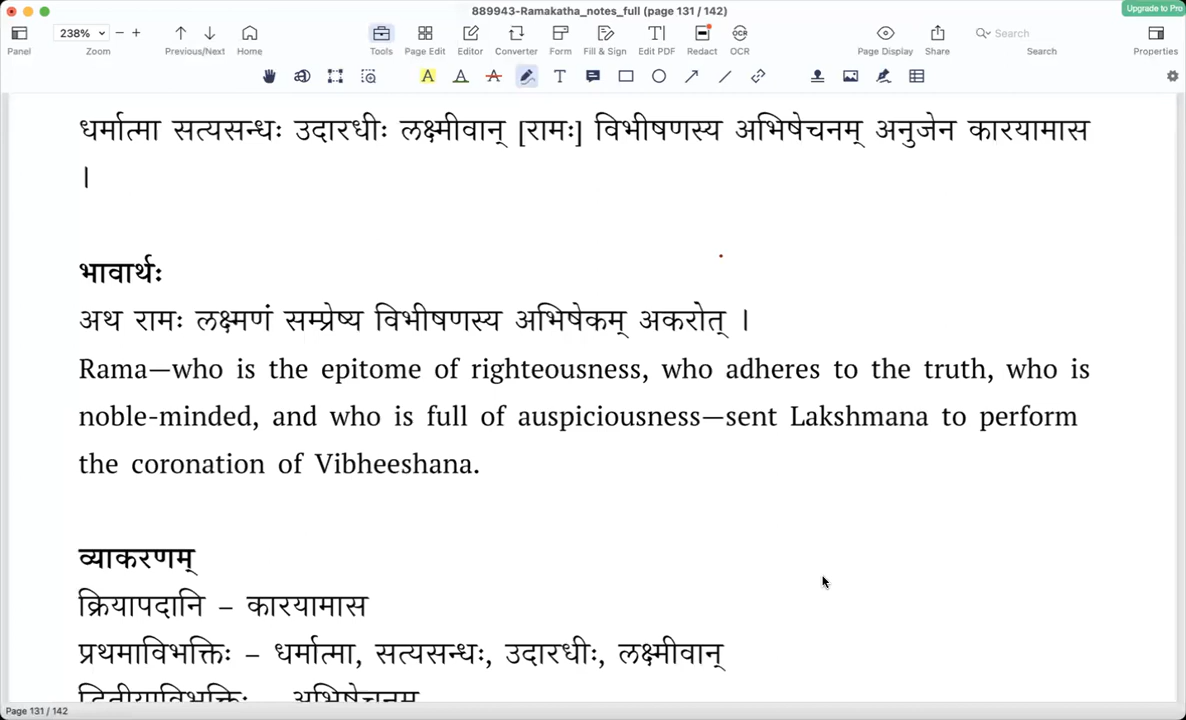 889943-Ramakatha_notes_full (page 131 / 142)
Upgrade to Pro
238%
Search
Panel
Zoom
Previous/Next
Home
Tools
Page Edit
Editor
Converter
Form
Fill & Sign
Edit PDF
Redact
OCR
Page Display
Share
Search
Properties
धर्मात्मा सत्यसन्धः उदारधीः लक्ष्मीवान् [रामः] विभीषणस्य अभिषेचनम् अनुजेन कारयामास
।
भावार्थः
अथ रामः लक्ष्मणं सम्प्रेष्य विभीषणस्य अभिषेकम् अकरोत् ।
Rama—who is the epitome of righteousness, who adheres to the truth, who is
noble-minded, and who is full of auspiciousness—sent Lakshmana to perform
the coronation of Vibheeshana.
व्याकरणम्
क्रियापदानि – कारयामास
प्रथमाविभक्तिः – धर्मात्मा, सत्यसन्धः, उदारधीः, लक्ष्मीवान्
द्वितीयाविभक्तिः – अभिषेचनम्
Page 131 / 142